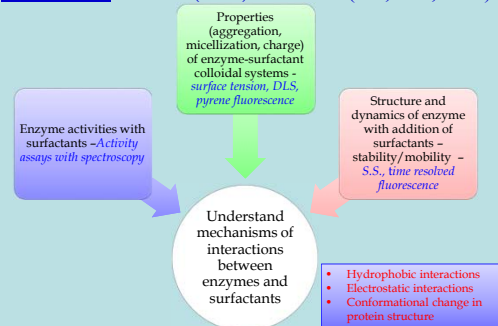 Properties
(aggregation,
micellization, charge)
of enzyme-surfactant
colloidal systems -
surface tension, DLS,
pyrene fluorescence
Enzyme activities with
surfactants –Activity
assays with spectroscopy
Structure and
dynamics of enzyme
with addition of
surfactants –
stability/mobility –
S.S., time resolved
fluorescence
Understand
mechanisms of
interactions
between
enzymes and
surfactants
• Hydrophobic interactions
• Electrostatic interactions
• Conformational change in
protein structure